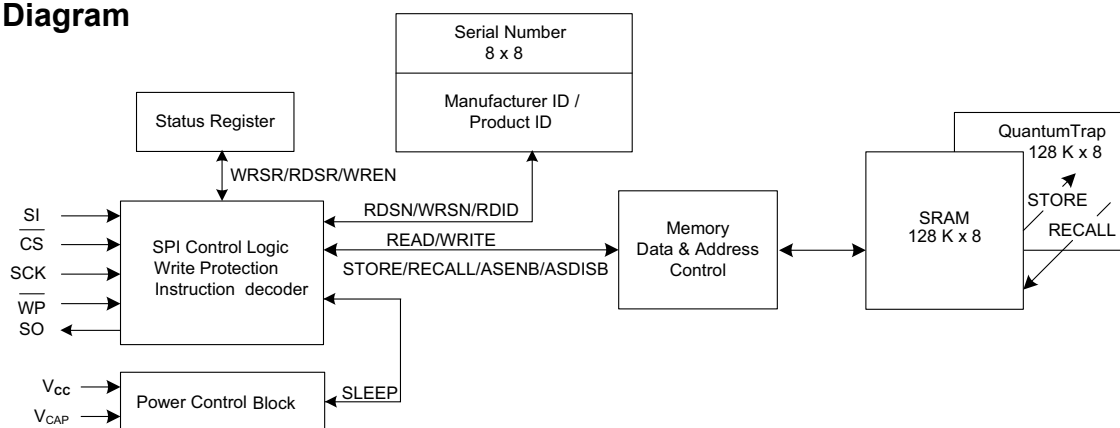 Diagram
Serial Number
8 x 8
Manufacturer ID /
Product ID
Status Register
QuantumTrap
128 K x 8
WRSR/RDSR/WREN
STORE
RECALL
SRAM
128 K x 8
SI
CS
SCK
WP
SO
SPI Control Logic
Write Protection
Instruction decoder
RDSN/WRSN/RDID
READ/WRITE
STORE/RECALL/ASENB/ASDISB
Memory
Data & Address
Control
SLEEP
VCC
VCAP
Power Control Block